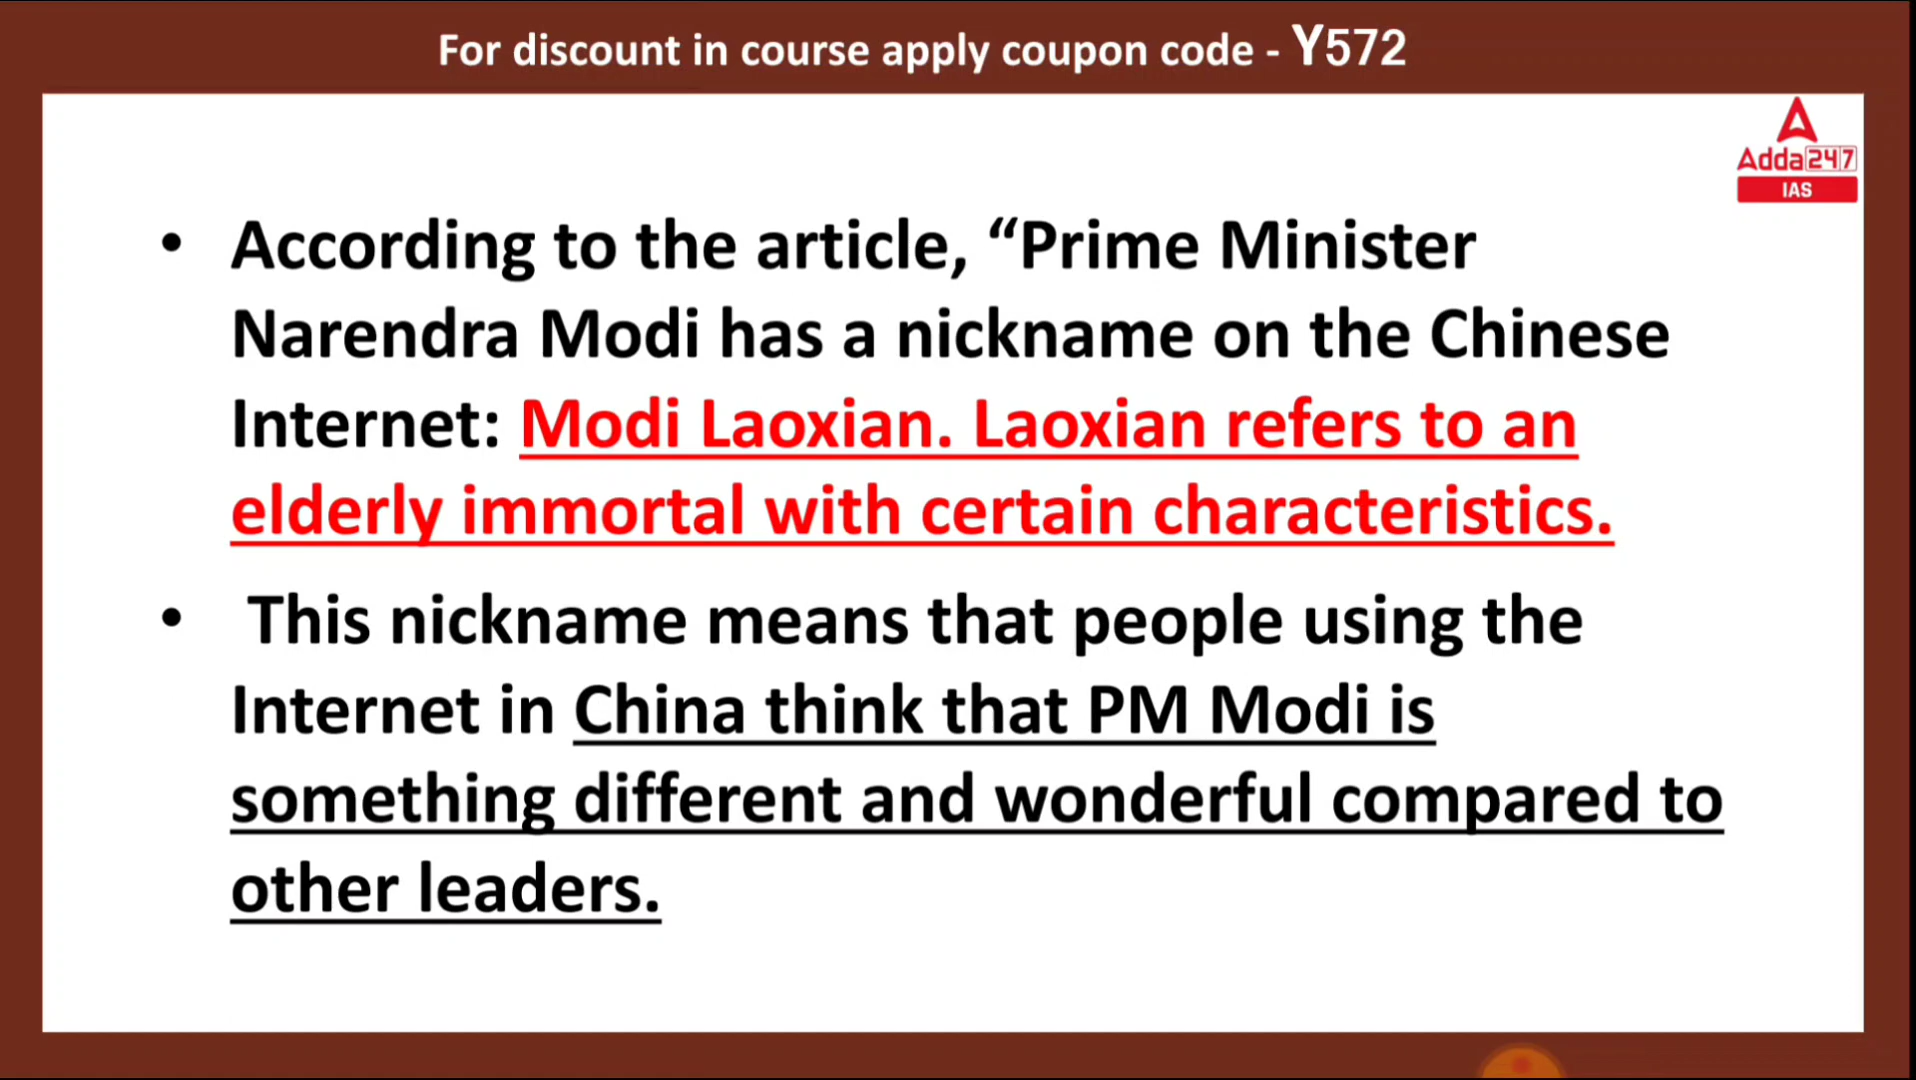 For discount in course apply coupon code - Y572
Adda247
IAS
• According to the article, “Prime Minister
Narendra Modi has a nickname on the Chinese
Internet: Modi Laoxian. Laoxian refers to an
elderly immortal with certain characteristics.
• This nickname means that people using the
Internet in China think that PM Modi is
something different and wonderful compared to
other leaders.